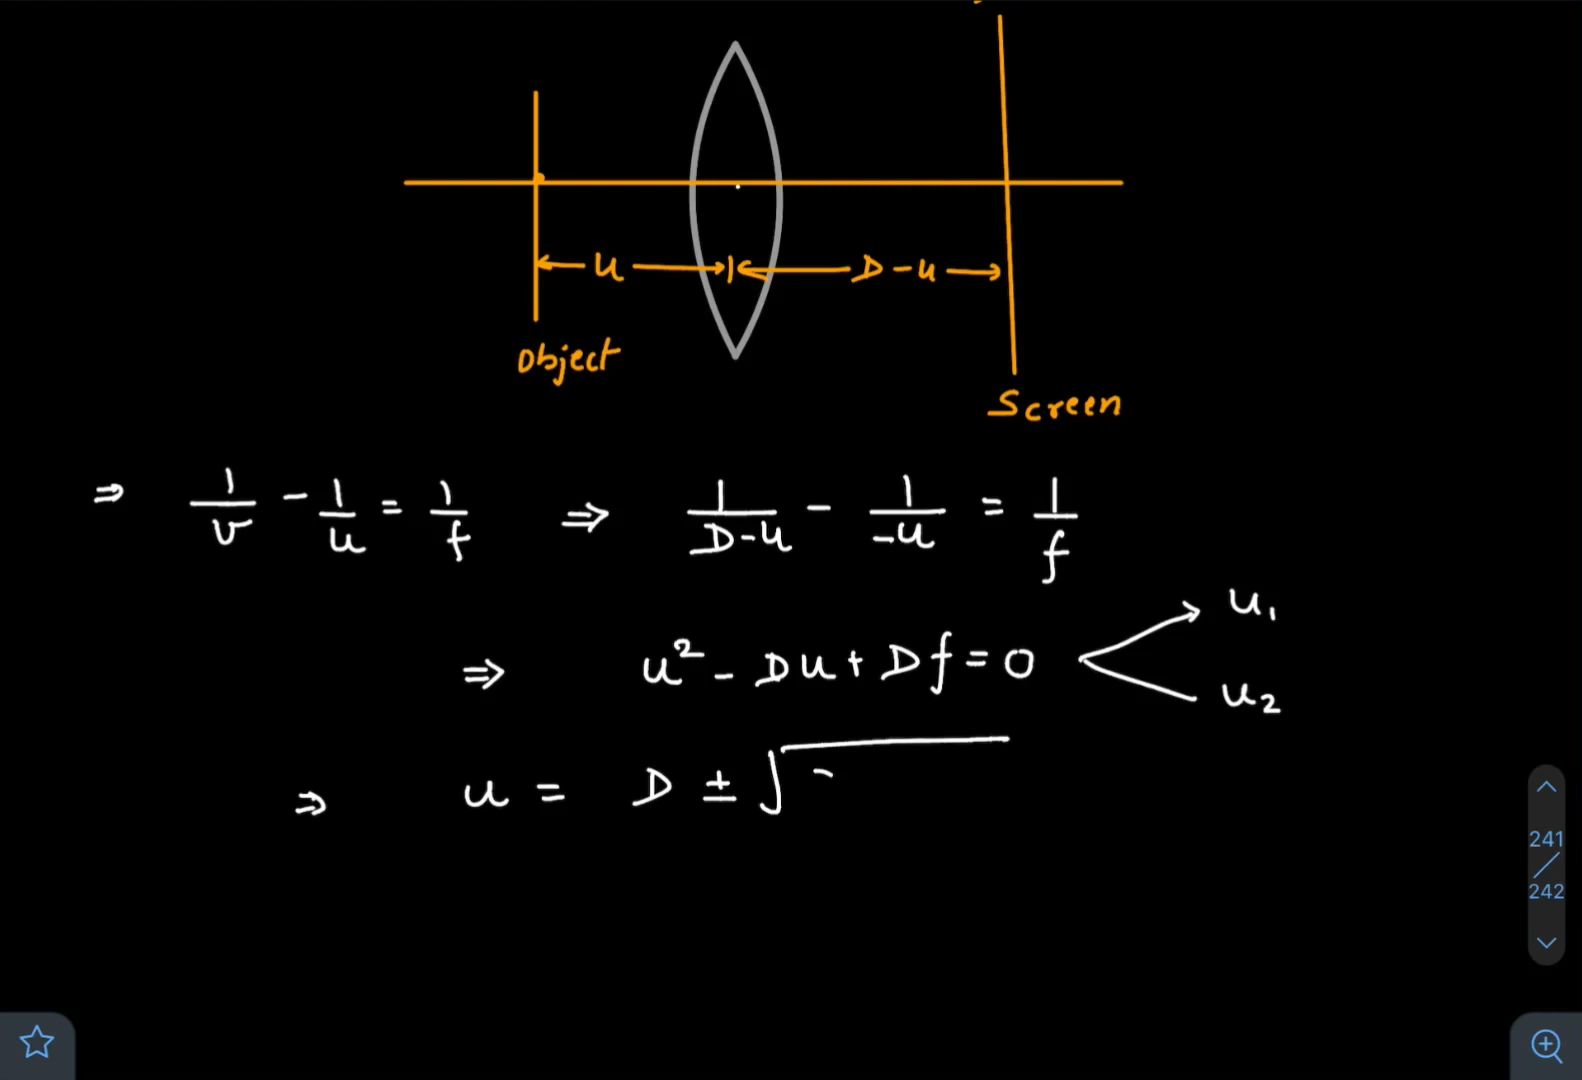 u D-u
Object
Screen
⇒ 1/v - 1/u = 1/f ⇒ 1/(D-u) - 1/(-u) = 1/f
⇒ u² - Du + Df = 0
u₁
u₂
⇒ u = D ± √
241
/
242